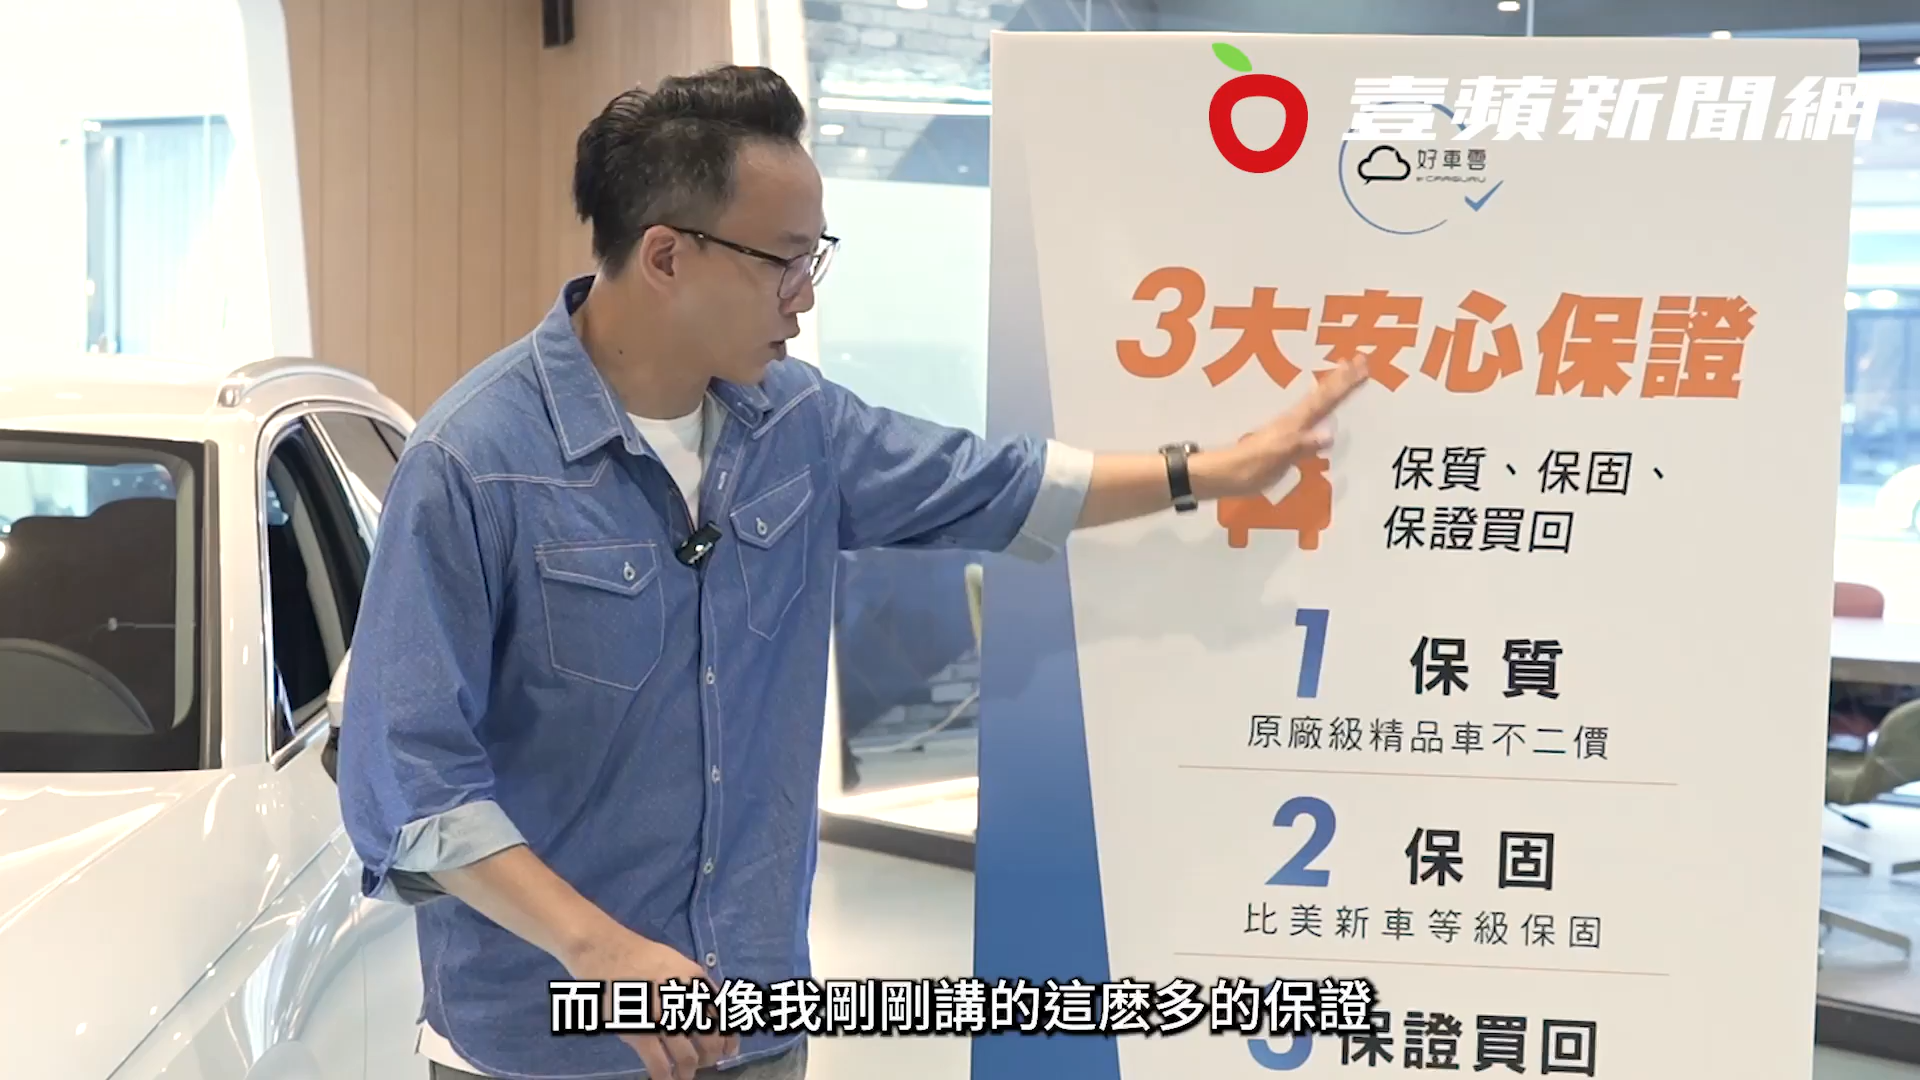 壹蘋新聞網
好車雲
BY CARGURU
3大安心保證
保質、保固、
保證買回
1 保質
原廠級精品車不二價
2 保固
比美新車等級保固
3 保證買回
而且就像我剛剛講的這麽多的保證